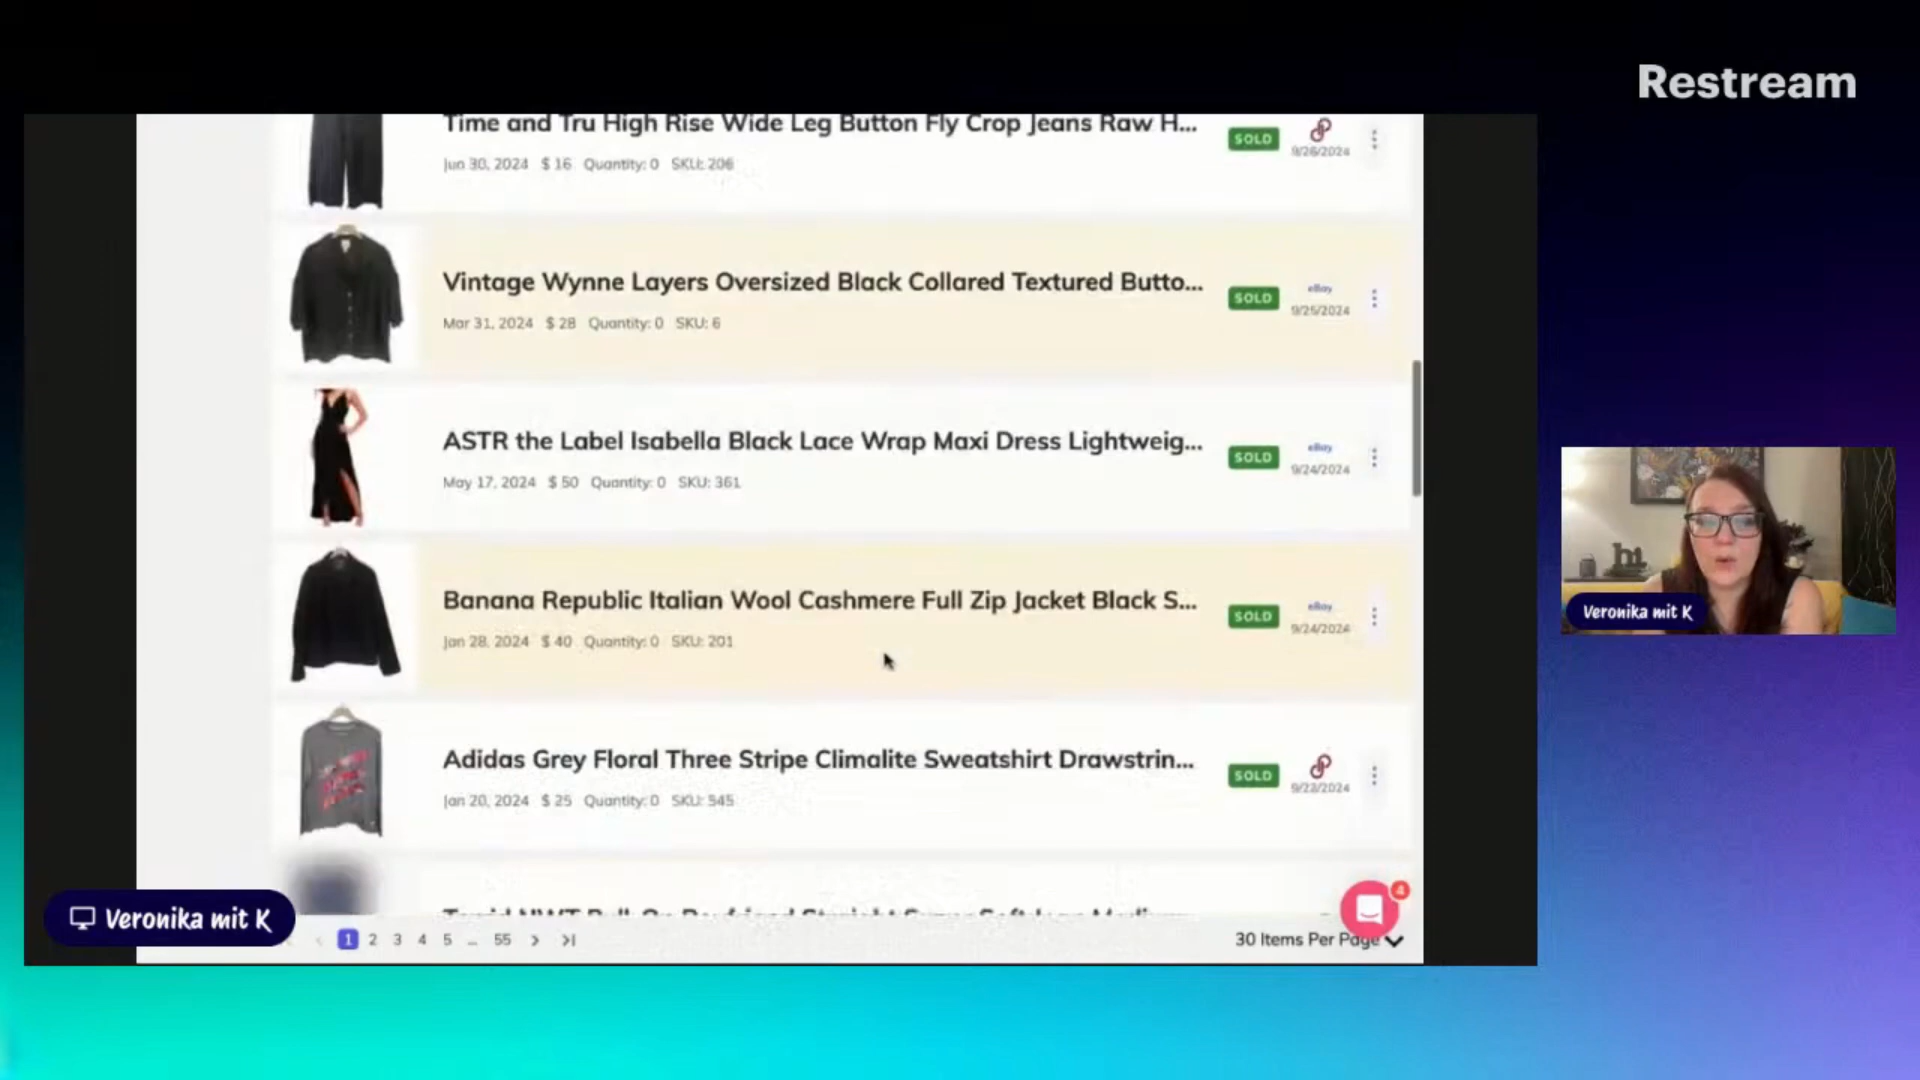 Restream
Time and Tru High Rise Wide Leg Button Fly Crop Jeans Raw H...
Jun 30, 2024 $ 16 Quantity: 0 SKU: 206
SOLD
9/26/2024
Vintage Wynne Layers Oversized Black Collared Textured Butto...
Mar 31, 2024 $ 28 Quantity: 0 SKU: 6
SOLD
eBay
9/25/2024
ASTR the Label Isabella Black Lace Wrap Maxi Dress Lightweig...
May 17, 2024 $ 50 Quantity: 0 SKU: 361
SOLD
eBay
9/24/2024
Banana Republic Italian Wool Cashmere Full Zip Jacket Black S...
Jan 28, 2024 $ 40 Quantity: 0 SKU: 201
SOLD
eBay
9/24/2024
Adidas Grey Floral Three Stripe Climalite Sweatshirt Drawstrin...
Jan 20, 2024 $ 25 Quantity: 0 SKU: 545
SOLD
4
1 2 3 4 5 ... 55
30 Items Per Page
Veronika mit K
hi
Veronika mit K